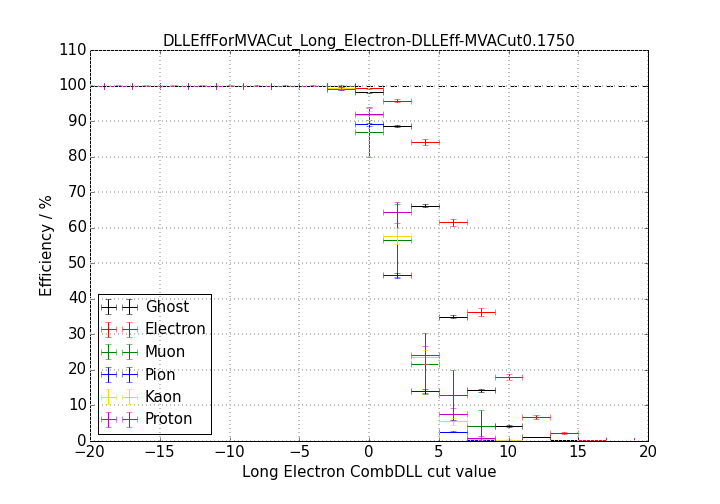 DLLEffForMVACut_Long_Electron-DLLEff-MVACut0.1750
110
100
90
80
70
60
50
40
30
20
10
0
Efficiency / %
Ghost
Electron
Muon
Pion
Kaon
Proton
−20 −15 −10 −5 0 5 10 15 20
Long Electron CombDLL cut value